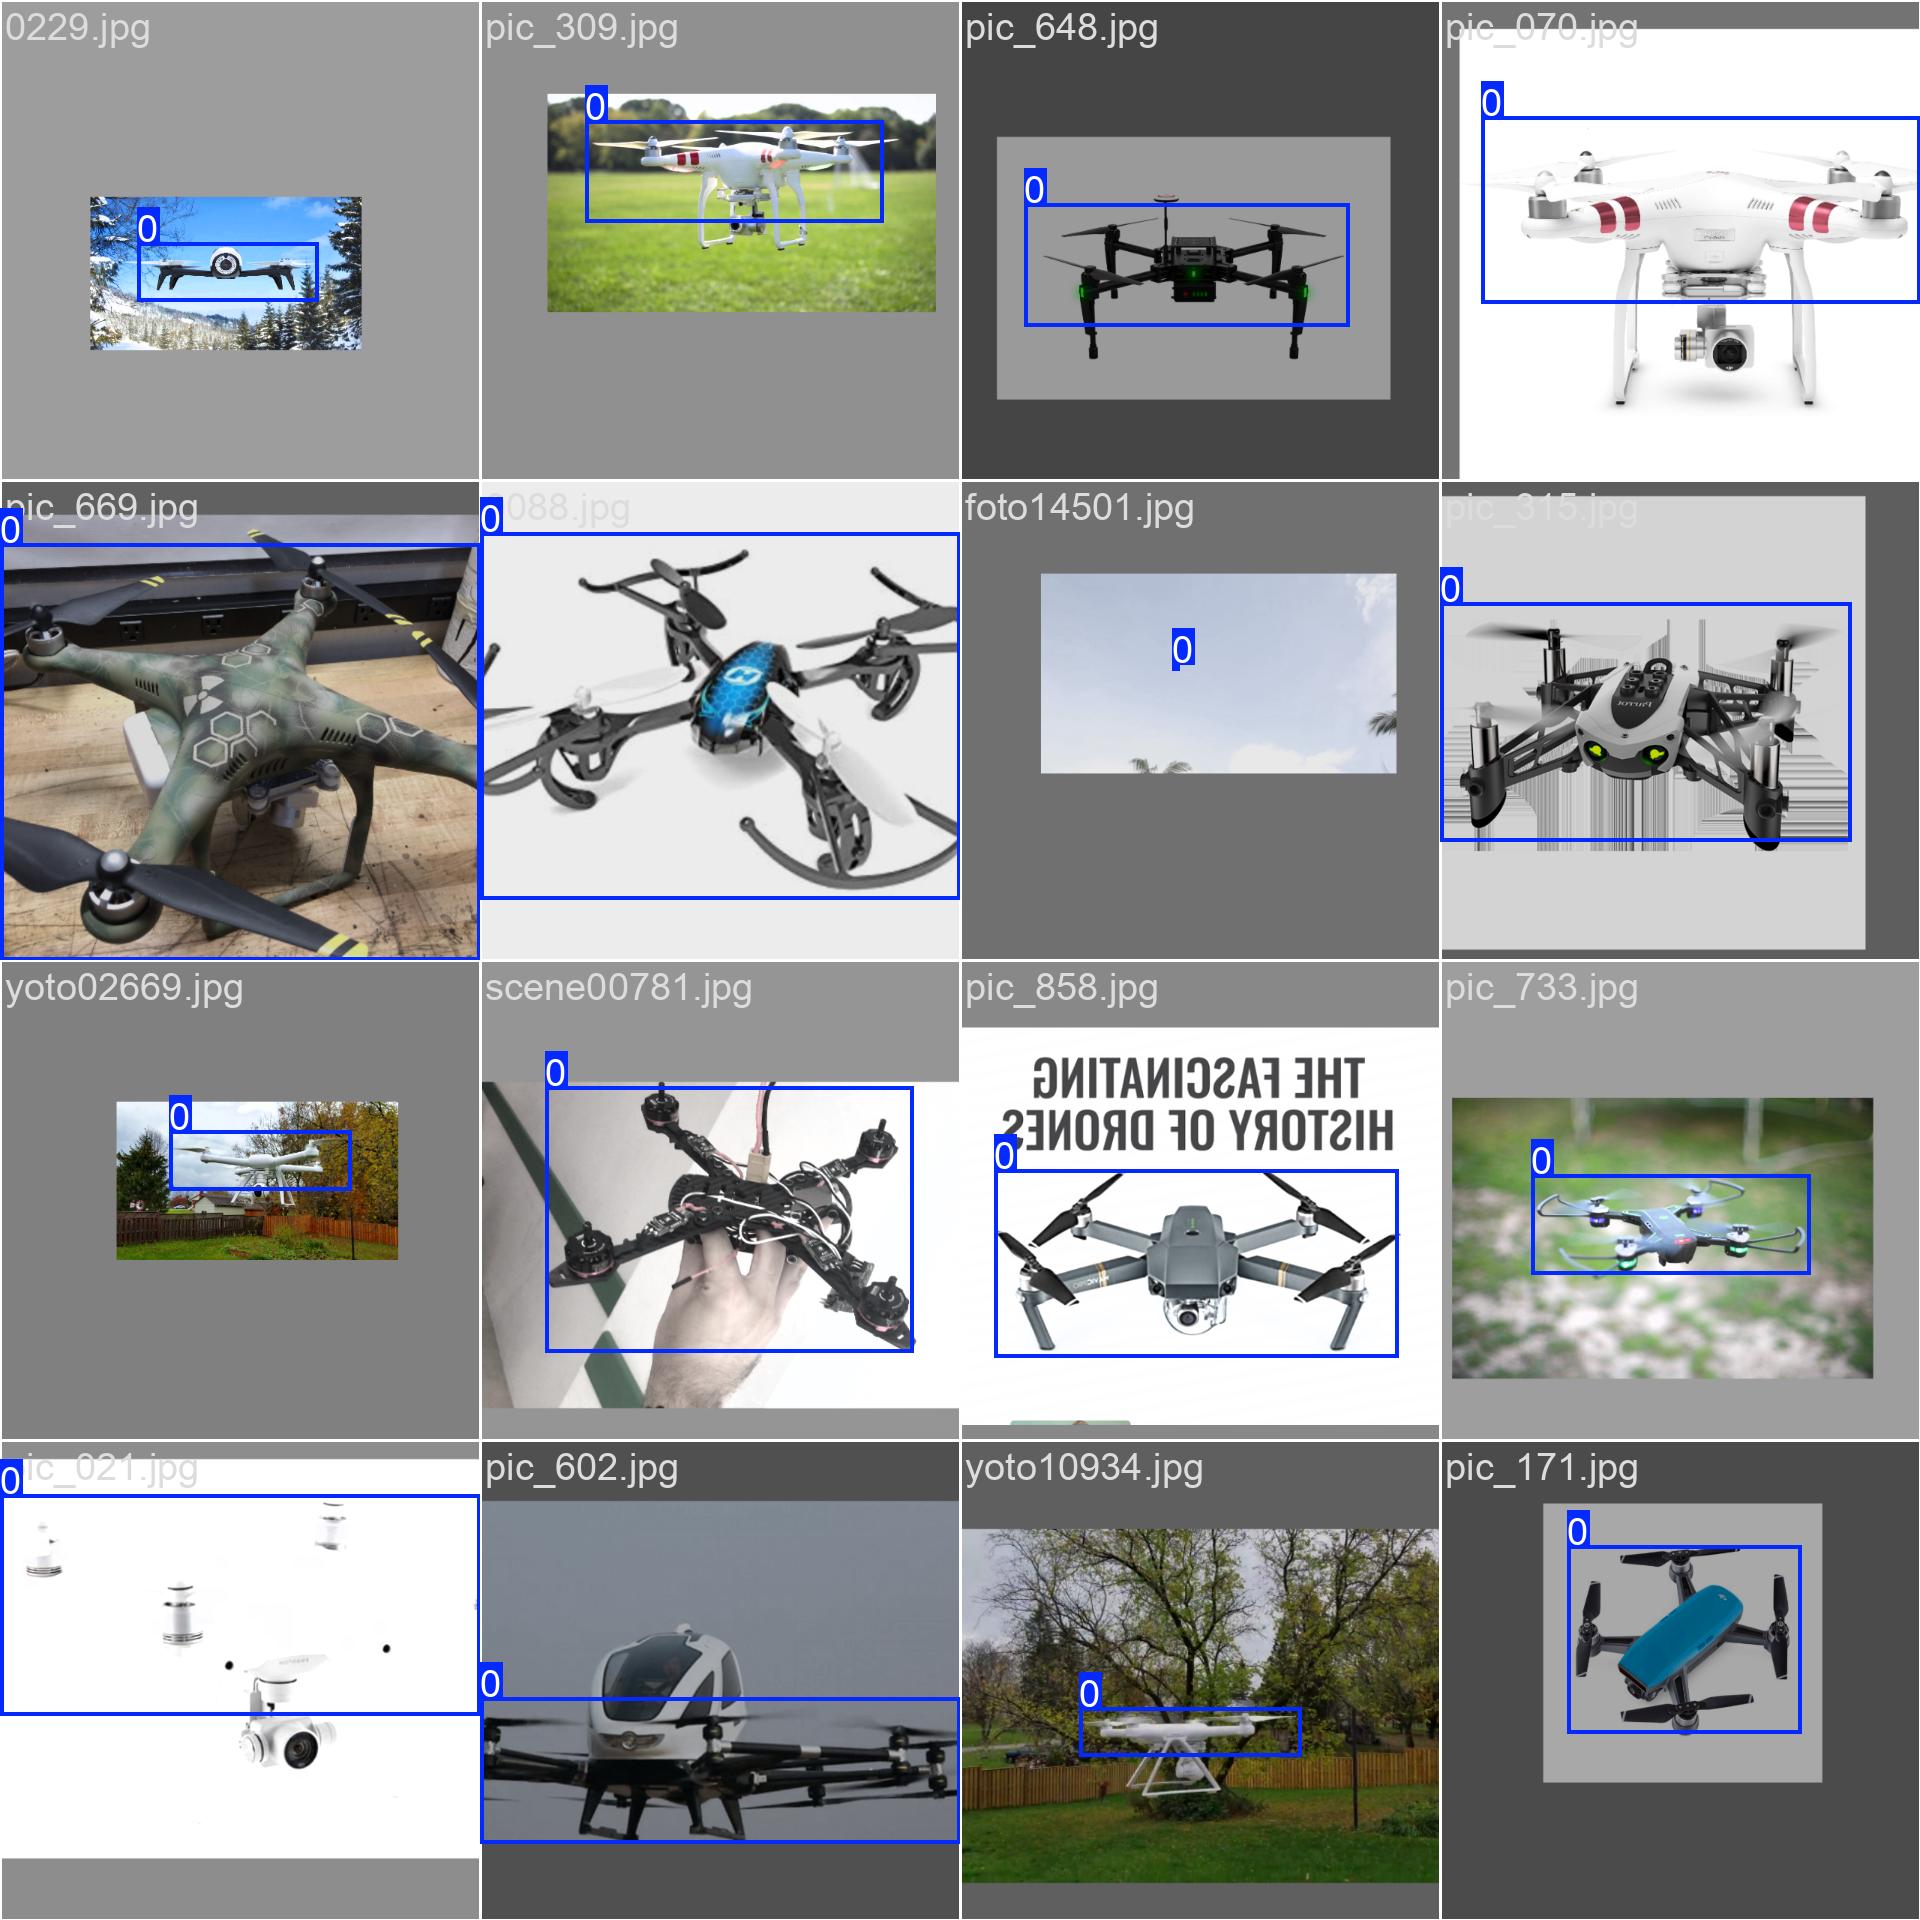 0229.jpg
pic_309.jpg
pic_648.jpg
pic_070.jpg
0
0
0
0
pic_669.jpg
088.jpg
foto14501.jpg
pic_315.jpg
0
0
0
0
Parrot
yoto02669.jpg
scene00781.jpg
pic_858.jpg
pic_733.jpg
THE FASCINATING
HISTORY OF DRONES
0
0
0
0
pic_021.jpg
pic_602.jpg
yoto10934.jpg
pic_171.jpg
0
0
0
0